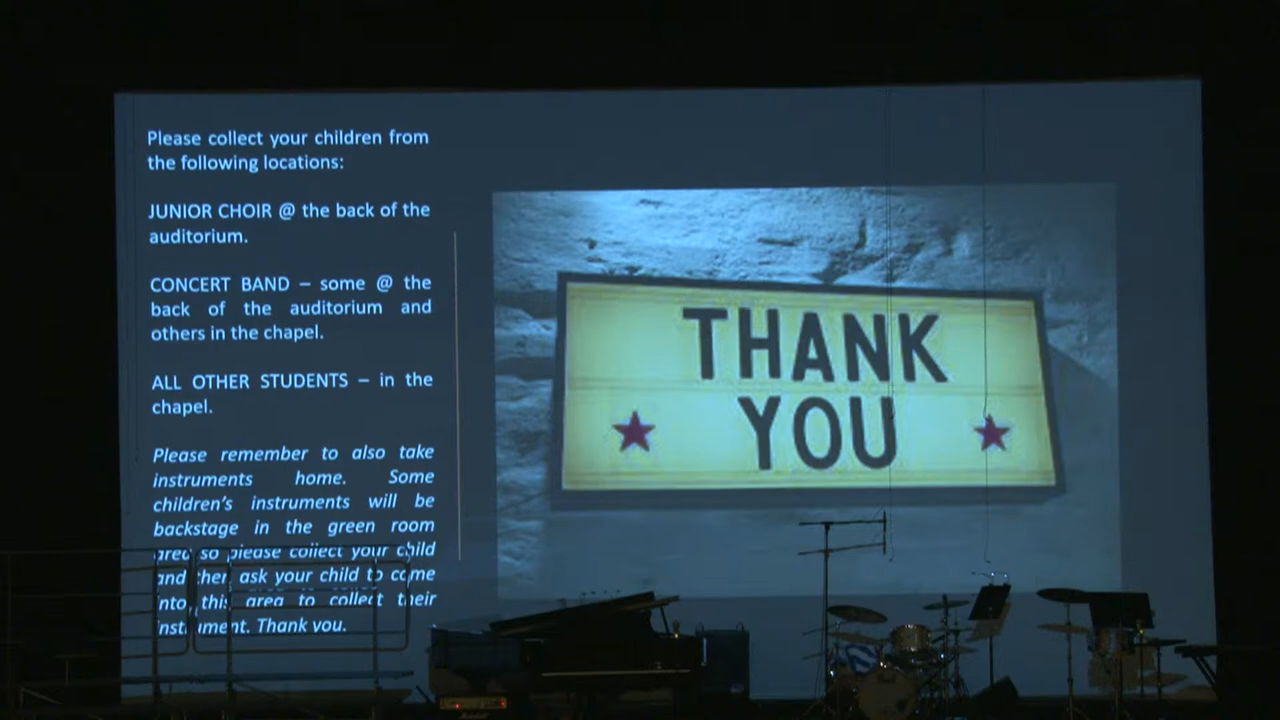 Please collect your children from
the following locations:
JUNIOR CHOIR @ the back of the
auditorium.
CONCERT BAND – some @ the
back of the auditorium and
others in the chapel.
ALL OTHER STUDENTS – in the
chapel.
Please remember to also take
instruments home. Some
children's instruments will be
backstage in the green room
area so please collect your child
and then ask your child to come
into this area to collect their
instrument. Thank you.
THANK
YOU